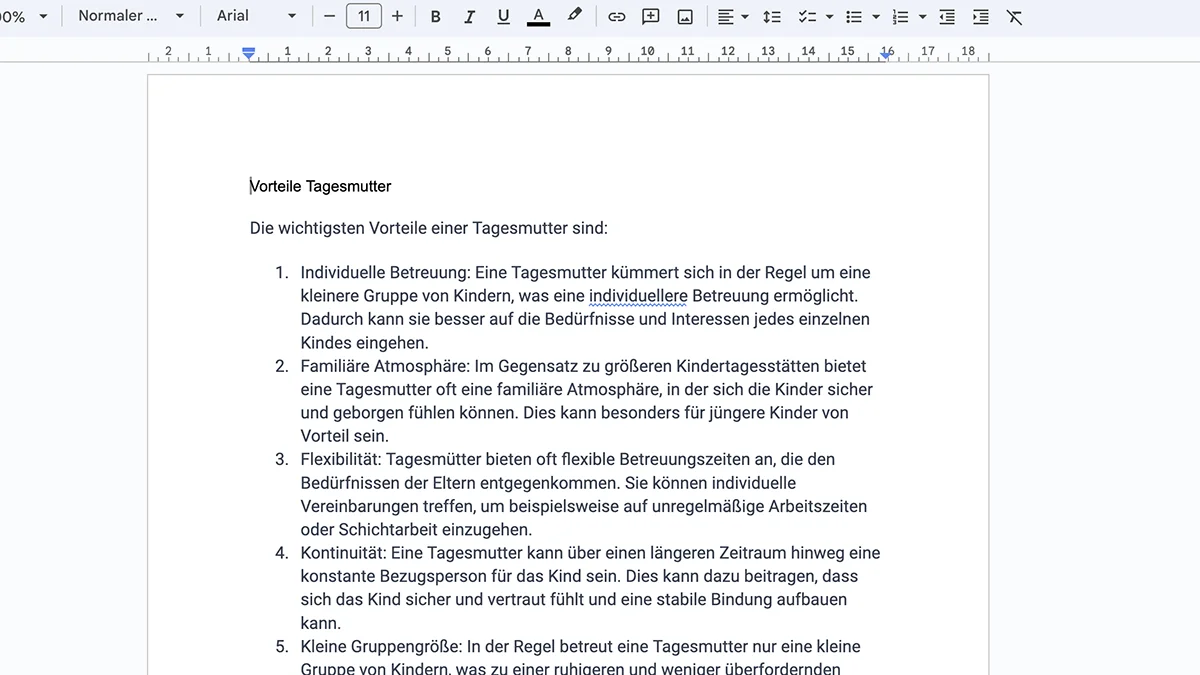 0% Normaler ... Arial 11 B I U A
2 1 1 2 3 4 5 6 7 8 9 10 11 12 13 14 15 16 17 18
Vorteile Tagesmutter
Die wichtigsten Vorteile einer Tagesmutter sind:
1. Individuelle Betreuung: Eine Tagesmutter kümmert sich in der Regel um eine
kleinere Gruppe von Kindern, was eine individuellere Betreuung ermöglicht.
Dadurch kann sie besser auf die Bedürfnisse und Interessen jedes einzelnen
Kindes eingehen.
2. Familiäre Atmosphäre: Im Gegensatz zu größeren Kindertagesstätten bietet
eine Tagesmutter oft eine familiäre Atmosphäre, in der sich die Kinder sicher
und geborgen fühlen können. Dies kann besonders für jüngere Kinder von
Vorteil sein.
3. Flexibilität: Tagesmütter bieten oft flexible Betreuungszeiten an, die den
Bedürfnissen der Eltern entgegenkommen. Sie können individuelle
Vereinbarungen treffen, um beispielsweise auf unregelmäßige Arbeitszeiten
oder Schichtarbeit einzugehen.
4. Kontinuität: Eine Tagesmutter kann über einen längeren Zeitraum hinweg eine
konstante Bezugsperson für das Kind sein. Dies kann dazu beitragen, dass
sich das Kind sicher und vertraut fühlt und eine stabile Bindung aufbauen
kann.
5. Kleine Gruppengröße: In der Regel betreut eine Tagesmutter nur eine kleine
Gruppe von Kindern, was zu einer ruhigeren und weniger überfordernden